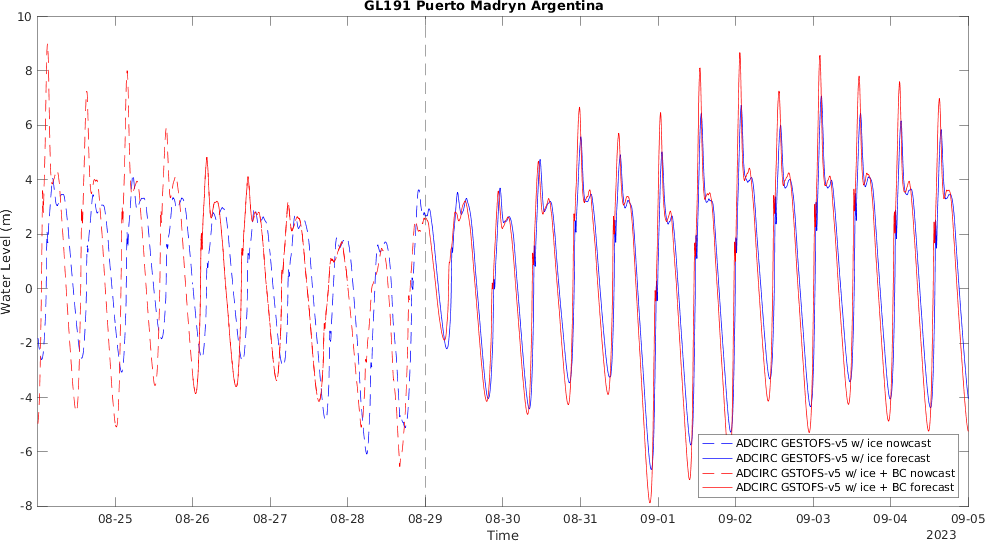 GL191 Puerto Madryn Argentina
10
8
6
4
2
0
-2
-4
-6
-8
Water Level (m)
ADCIRC GESTOFS-v5 w/ ice nowcast
ADCIRC GESTOFS-v5 w/ ice forecast
ADCIRC GSTOFS-v5 w/ ice + BC nowcast
ADCIRC GSTOFS-v5 w/ ice + BC forecast
08-25 08-26 08-27 08-28 08-29 08-30 08-31 09-01 09-02 09-03 09-04 09-05
Time
2023